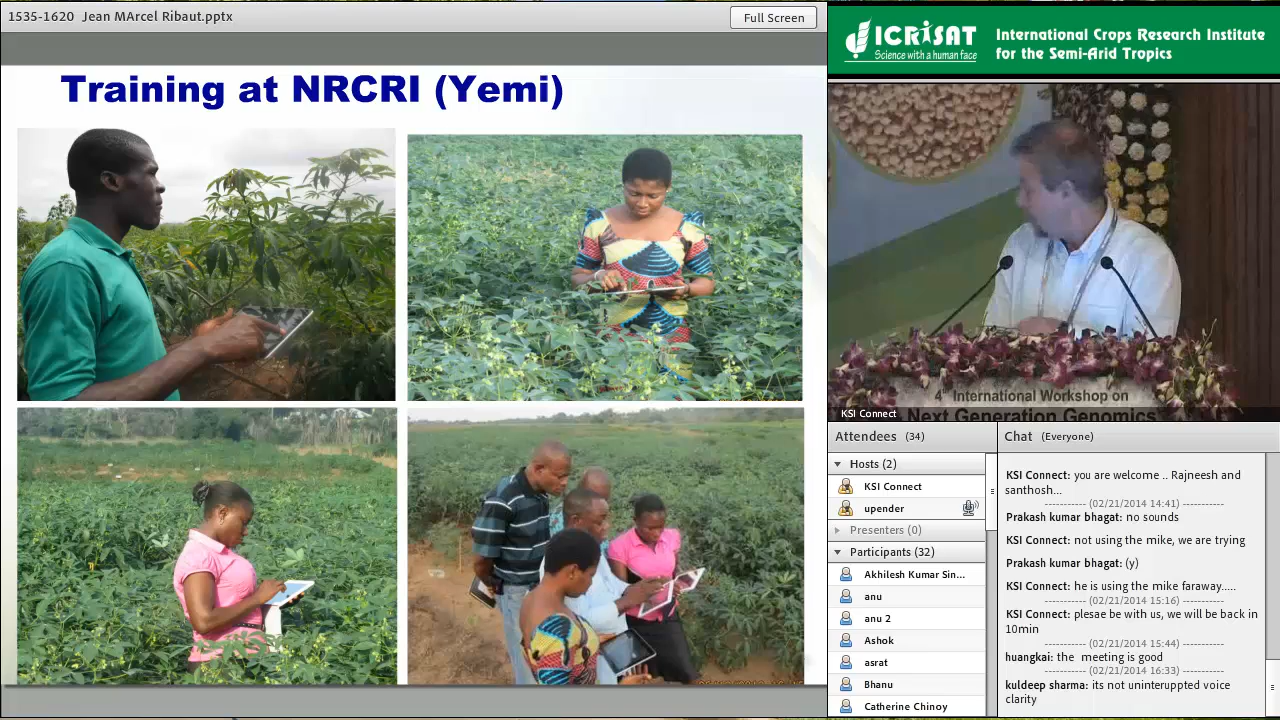 1535-1620 Jean MArcel Ribaut.pptx
Full Screen
Training at NRCRI (Yemi)
ICRISAT
Science with a human face
International Crops Research Institute
for the Semi-Arid Tropics
4th International Workshop on
Next Generation Genomics
KSI Connect
Attendees (34)
Hosts (2)
KSI Connect
upender
Presenters (0)
Participants (32)
Akhilesh Kumar Sin...
anu
anu 2
Ashok
asrat
Bhanu
Catherine Chinoy
Chat (Everyone)
KSI Connect: you are welcome .. Rajneesh and
santhosh...
----------- (02/21/2014 14:41) -----------
Prakash kumar bhagat: no sounds
KSI Connect: not using the mike, we are trying
Prakash kumar bhagat: (y)
KSI Connect: he is using the mike faraway.....
----------- (02/21/2014 15:16) -----------
KSI Connect: plesae be with us, we will be back in
10min
----------- (02/21/2014 15:44) -----------
huangkai: the meeting is good
----------- (02/21/2014 16:33) -----------
kuldeep sharma: its not uninteruppted voice
clarity